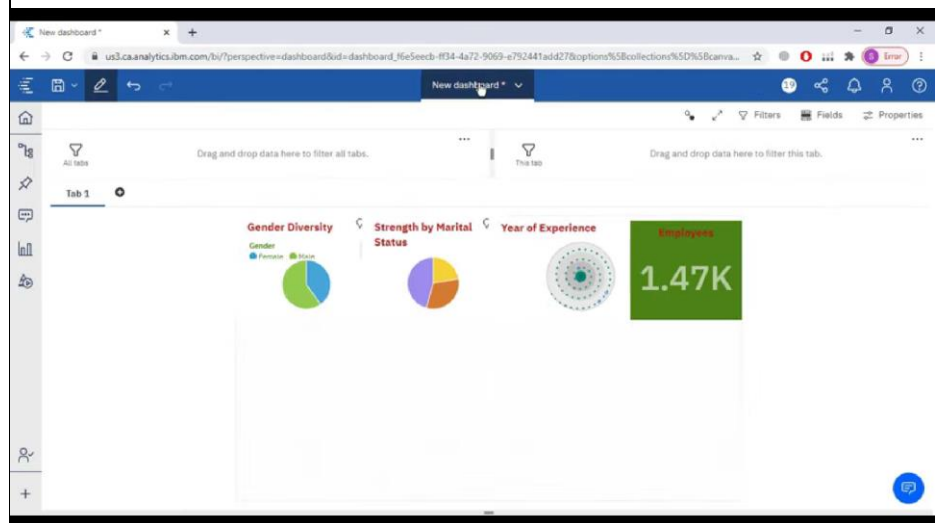 New dashboard *
us3.ca.analytics.ibm.com/bi/?perspective=dashboard&id=dashboard_f6e5eecb-ff34-4a72-9069-e792441add27&options%5Bcollections%5D%5Bcanva...
Error
New dashboard *
19
Filters
Fields
Properties
All tabs
Drag and drop data here to filter all tabs.
This tab
Drag and drop data here to filter this tab.
Tab 1
Gender Diversity
Gender
Female Male
Strength by Marital
Status
Year of Experience
Employees
1.47K